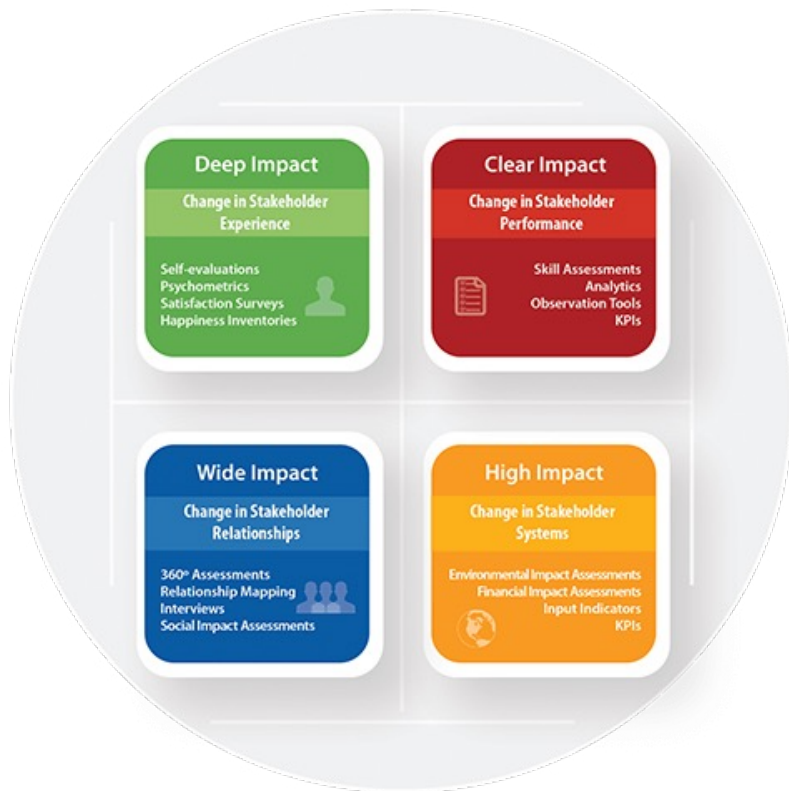 Deep Impact
Change in Stakeholder
Experience
Self-evaluations
Psychometrics
Satisfaction Surveys
Happiness Inventories
Clear Impact
Change in Stakeholder
Performance
Skill Assessments
Analytics
Observation Tools
KPIs
Wide Impact
Change in Stakeholder
Relationships
360º Assessments
Relationship Mapping
Interviews
Social Impact Assessments
High Impact
Change in Stakeholder
Systems
Environmental Impact Assessments
Financial Impact Assessments
Input Indicators
KPIs